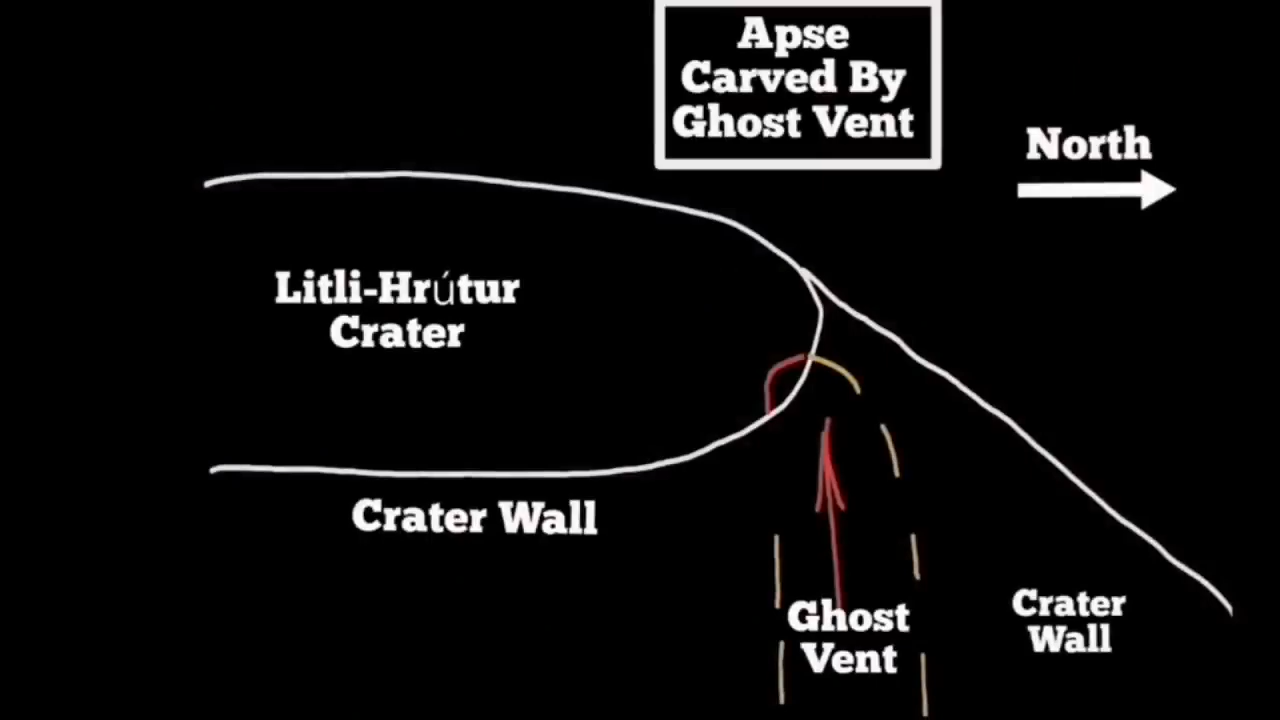 Apse
Carved By
Ghost Vent
North
Litli-Hrútur
Crater
Crater Wall
Ghost
Vent
Crater
Wall